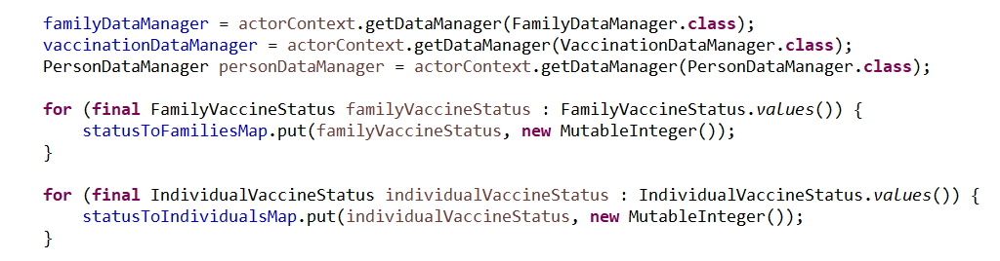 familyDataManager = actorContext.getDataManager(FamilyDataManager.class);
vaccinationDataManager = actorContext.getDataManager(VaccinationDataManager.class);
PersonDataManager personDataManager = actorContext.getDataManager(PersonDataManager.class);

for (final FamilyVaccineStatus familyVaccineStatus : FamilyVaccineStatus.values()) {
    statusToFamiliesMap.put(familyVaccineStatus, new MutableInteger());
}

for (final IndividualVaccineStatus individualVaccineStatus : IndividualVaccineStatus.values()) {
    statusToIndividualsMap.put(individualVaccineStatus, new MutableInteger());
}